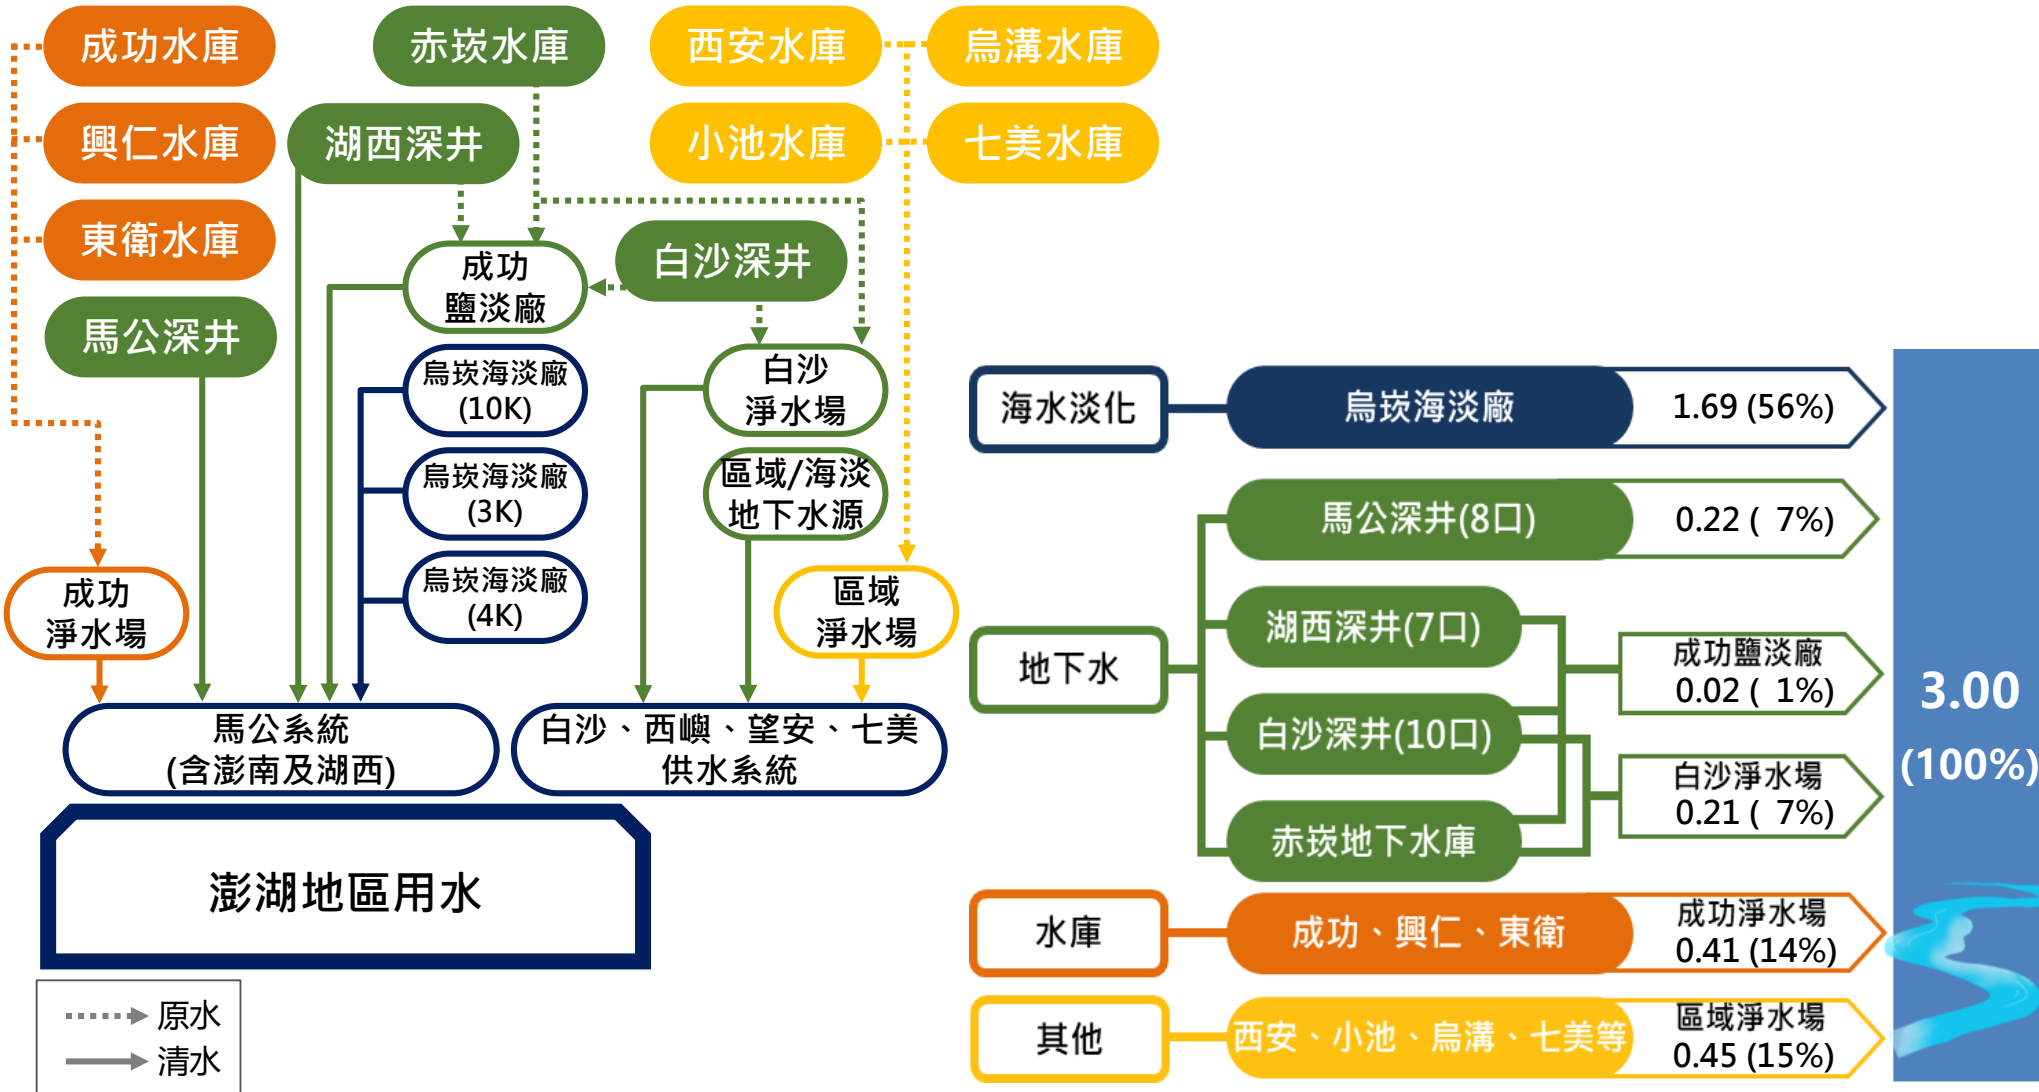 成功水庫
赤崁水庫
西安水庫
烏溝水庫
興仁水庫
湖西深井
小池水庫
七美水庫
東衛水庫
成功
鹽淡廠
白沙深井
馬公深井
烏崁海淡廠
(10K)
白沙
淨水場
烏崁海淡廠
(3K)
區域/海淡
地下水源
烏崁海淡廠
(4K)
成功
淨水場
區域
淨水場
馬公系統
(含澎南及湖西)
白沙、西嶼、望安、七美
供水系統
澎湖地區用水
原水
清水
海水淡化
烏崁海淡廠
1.69 (56%)
地下水
馬公深井(8口)
0.22 ( 7%)
湖西深井(7口)
白沙深井(10口)
赤崁地下水庫
成功鹽淡廠
0.02 ( 1%)
白沙淨水場
0.21 ( 7%)
水庫
成功、興仁、東衛
成功淨水場
0.41 (14%)
其他
西安、小池、烏溝、七美等
區域淨水場
0.45 (15%)
3.00
(100%)